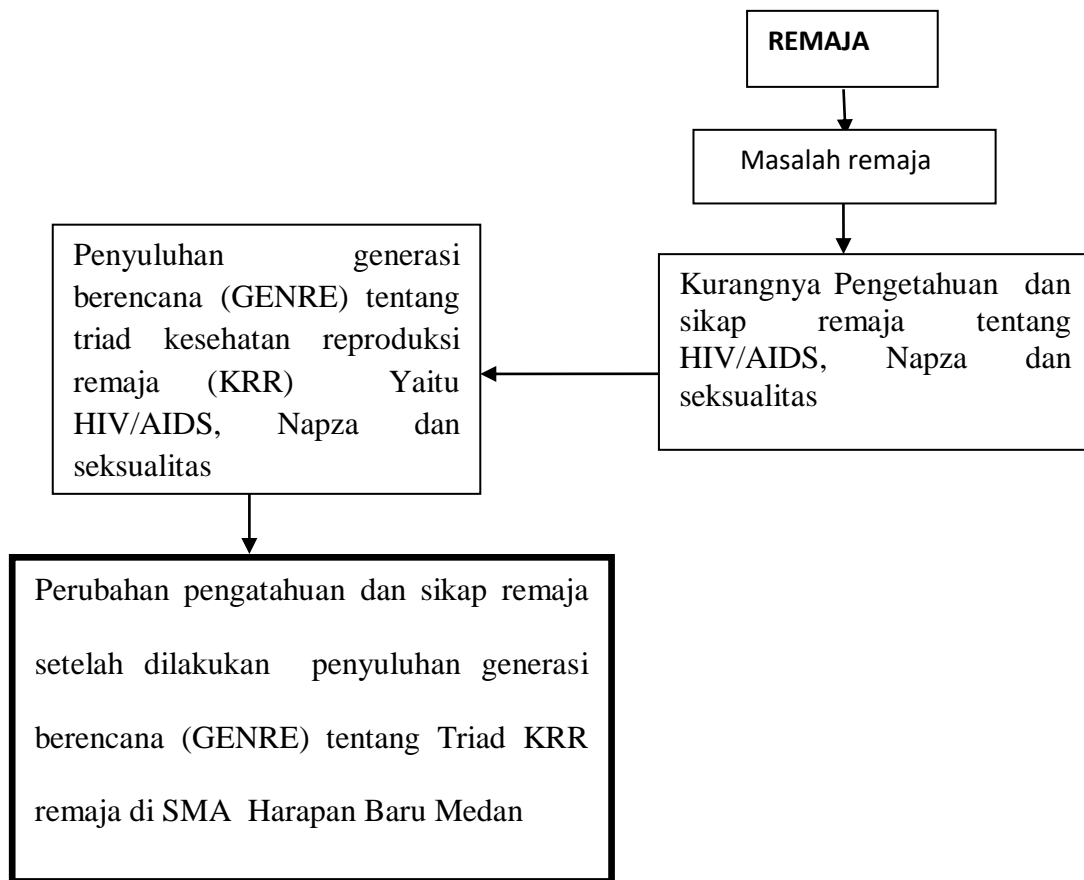 REMAJA
Masalah remaja
Kurangnya Pengetahuan dan
sikap remaja tentang
HIV/AIDS, Napza dan
seksualitas
Penyuluhan generasi
berencana (GENRE) tentang
triad kesehatan reproduksi
remaja (KRR) Yaitu
HIV/AIDS, Napza dan
seksualitas
Perubahan pengatahuan dan sikap remaja
setelah dilakukan penyuluhan generasi
berencana (GENRE) tentang Triad KRR
remaja di SMA Harapan Baru Medan